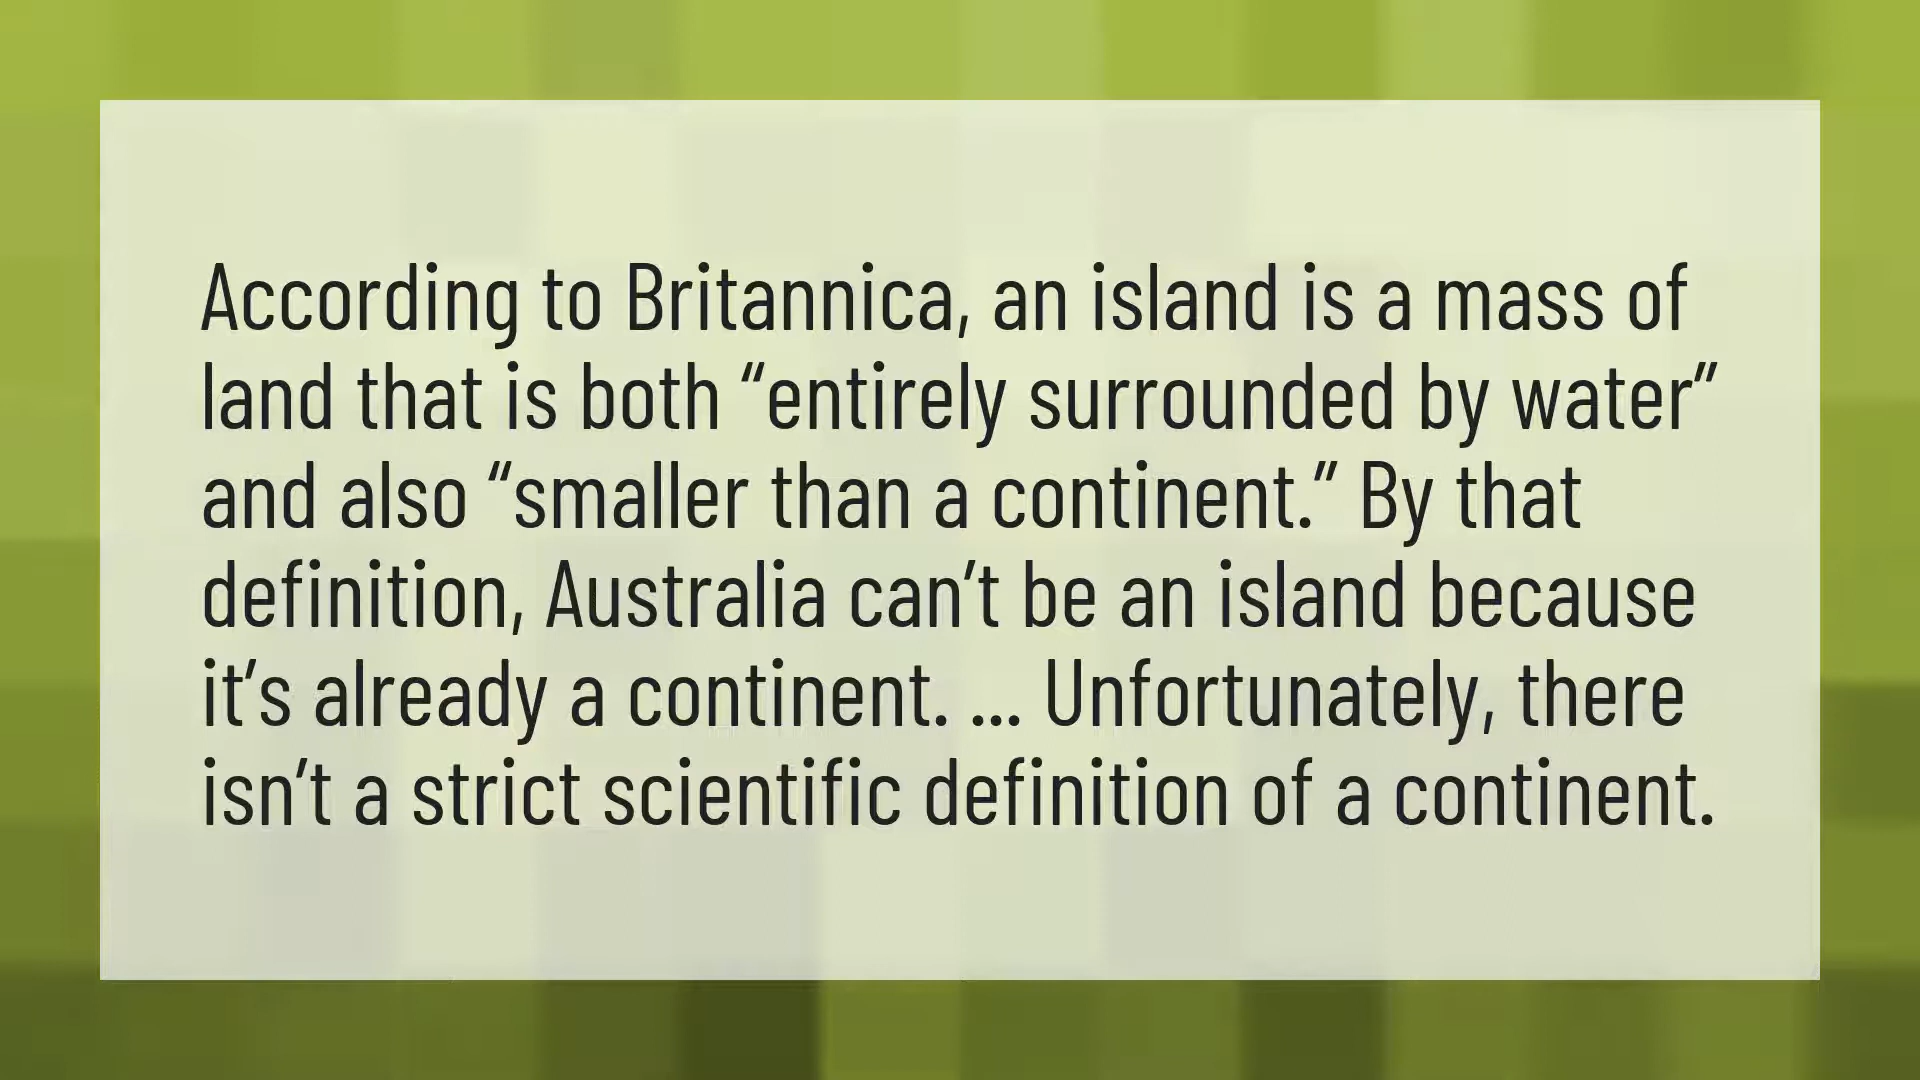 According to Britannica, an island is a mass of
land that is both “entirely surrounded by water”
and also “smaller than a continent.” By that
definition, Australia can’t be an island because
it’s already a continent. ... Unfortunately, there
isn’t a strict scientific definition of a continent.